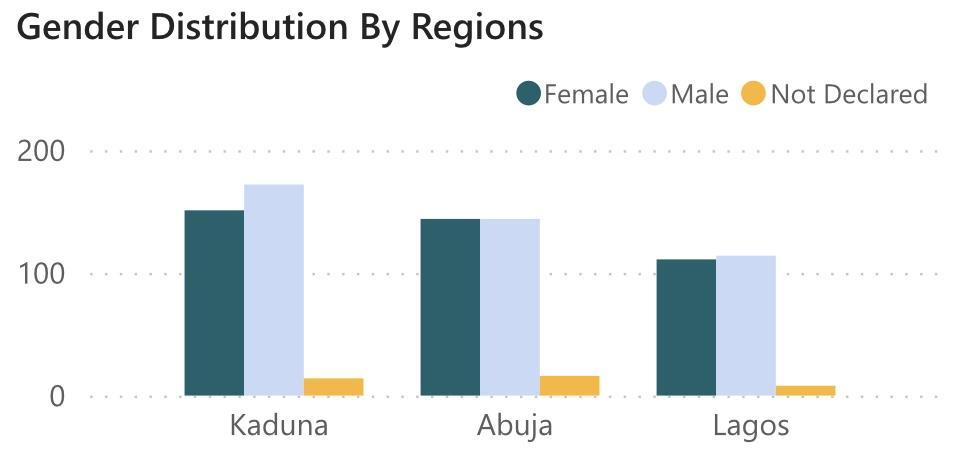 Gender Distribution By Regions
Female Male Not Declared
200
100
0
Kaduna Abuja Lagos